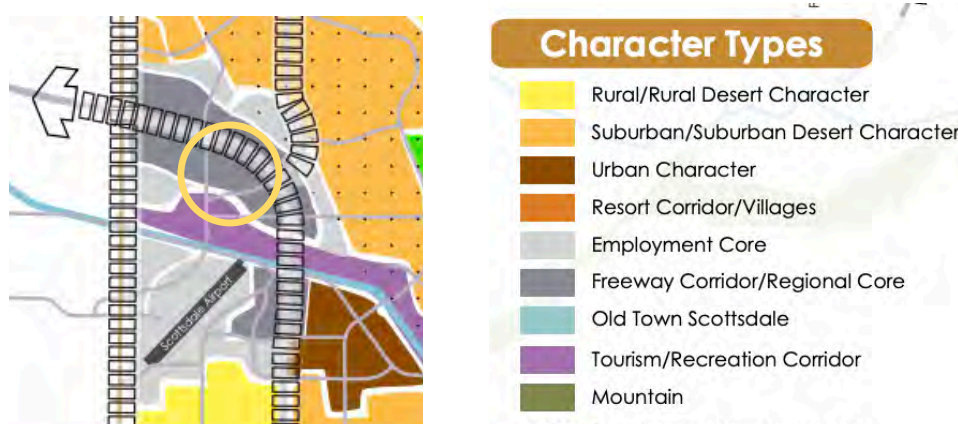 Scottsdale Airport
Character Types
Rural/Rural Desert Character
Suburban/Suburban Desert Character
Urban Character
Resort Corridor/Villages
Employment Core
Freeway Corridor/Regional Core
Old Town Scottsdale
Tourism/Recreation Corridor
Mountain